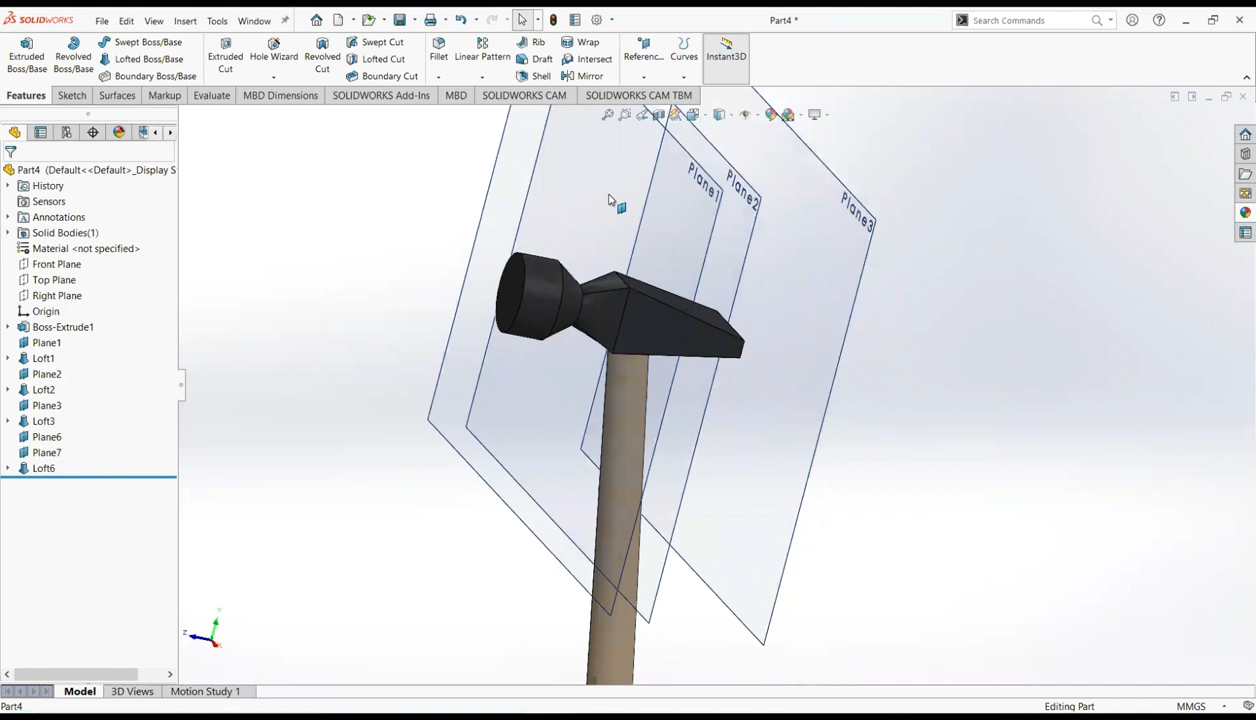 SOLIDWORKS
File
Edit
View
Insert
Tools
Window
Part4 *
Search Commands
Extruded Boss/Base
Revolved Boss/Base
Swept Boss/Base
Lofted Boss/Base
Boundary Boss/Base
Extruded Cut
Hole Wizard
Revolved Cut
Swept Cut
Lofted Cut
Boundary Cut
Fillet
Linear Pattern
Rib
Draft
Shell
Wrap
Intersect
Mirror
Referenc...
Curves
Instant3D
Features
Sketch
Surfaces
Markup
Evaluate
MBD Dimensions
SOLIDWORKS Add-Ins
MBD
SOLIDWORKS CAM
SOLIDWORKS CAM TBM
Part4 (Default<<Default>_Display S
History
Sensors
Annotations
Solid Bodies(1)
Material <not specified>
Front Plane
Top Plane
Right Plane
Origin
Boss-Extrude1
Plane1
Loft1
Plane2
Loft2
Plane3
Loft3
Plane6
Plane7
Loft6
Plane1
Plane2
Plane3
Y
Z
Model
3D Views
Motion Study 1
Part4
Editing Part
MMGS